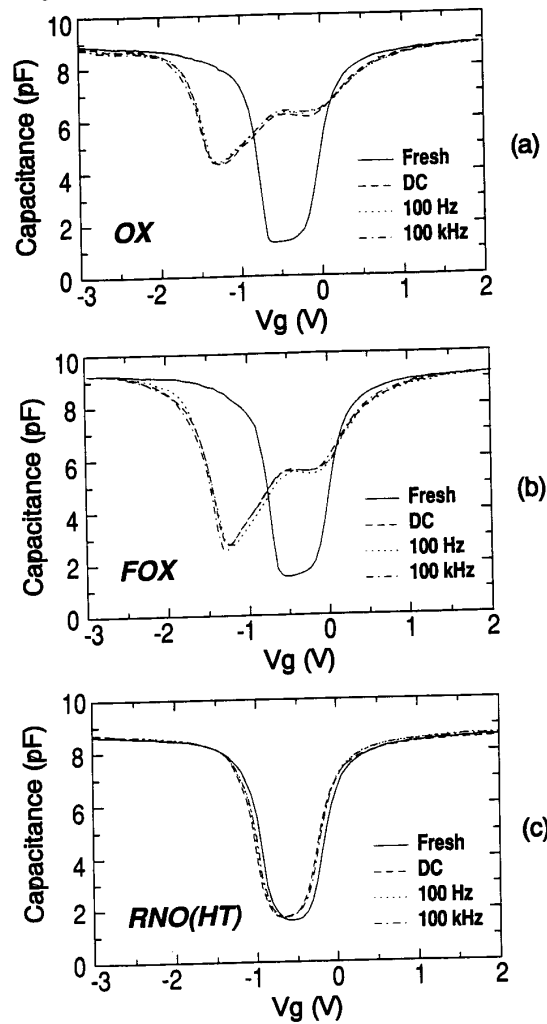 10
8
6
4
2
0
Capacitance (pF)
OX
Fresh
DC
100 Hz
100 kHz
(a)
-3 -2 -1 0 1 2
Vg (V)
10
8
6
4
2
0
Capacitance (pF)
FOX
Fresh
DC
100 Hz
100 kHz
(b)
-3 -2 -1 0 1 2
Vg (V)
10
8
6
4
2
0
Capacitance (pF)
RNO(HT)
Fresh
DC
100 Hz
100 kHz
(c)
-3 -2 -1 0 1 2
Vg (V)